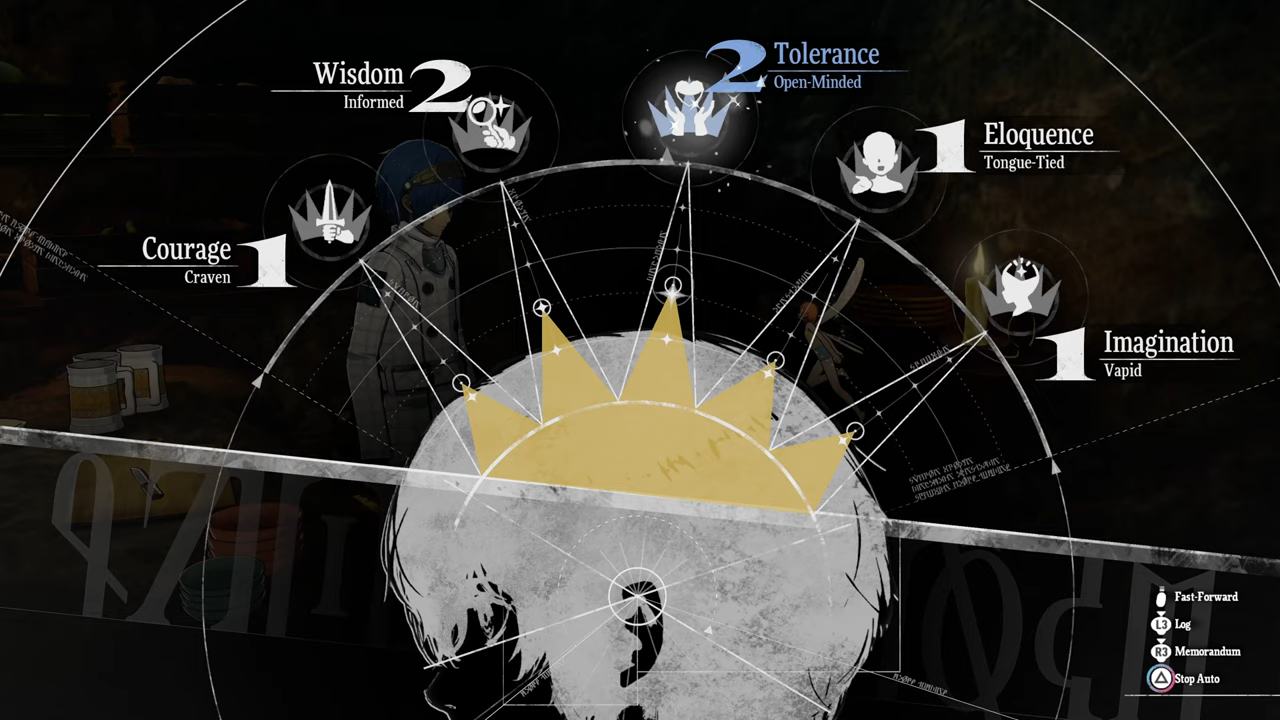 Wisdom
2
Informed
2
Tolerance
Open-Minded
1
Eloquence
Tongue-Tied
Courage
1
Craven
1
Imagination
Vapid
Fast-Forward
L3 Log
R3 Memorandum
Stop Auto